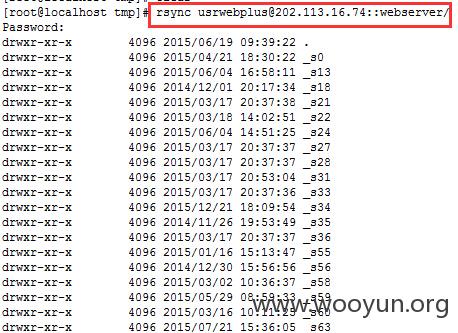 [root@localhost tmp]# rsync usrwebplus@202.113.16.74::webserver/
Password:
drwxr-xr-x 4096 2015/06/19 09:39:22 .
drwxr-xr-x 4096 2015/04/21 18:30:22 _s0
drwxr-xr-x 4096 2015/06/04 16:58:11 _s13
drwxr-xr-x 4096 2014/12/01 20:17:34 _s18
drwxr-xr-x 4096 2015/03/17 20:37:38 _s21
drwxr-xr-x 4096 2015/03/18 14:02:51 _s22
drwxr-xr-x 4096 2015/06/04 14:51:25 _s24
drwxr-xr-x 4096 2015/03/17 20:37:37 _s27
drwxr-xr-x 4096 2015/03/17 20:37:37 _s28
drwxr-xr-x 4096 2015/03/17 20:53:04 _s31
drwxr-xr-x 4096 2015/03/17 20:37:36 _s33
drwxr-xr-x 4096 2015/12/21 18:09:54 _s34
drwxr-xr-x 4096 2014/11/26 19:53:49 _s35
drwxr-xr-x 4096 2015/03/17 20:37:37 _s36
drwxr-xr-x 4096 2015/01/16 15:13:47 _s55
drwxr-xr-x 4096 2014/12/30 15:56:56 _s56
drwxr-xr-x 4096 2015/03/02 10:36:37 _s58
drwxr-xr-x 4096 2015/05/29 08:59:33 _s59
drwxr-xr-x 4096 2015/03/16 10:11:25 _s60
drwxr-xr-x 4096 2015/07/21 15:36:05 _s63
www.wooyun.org